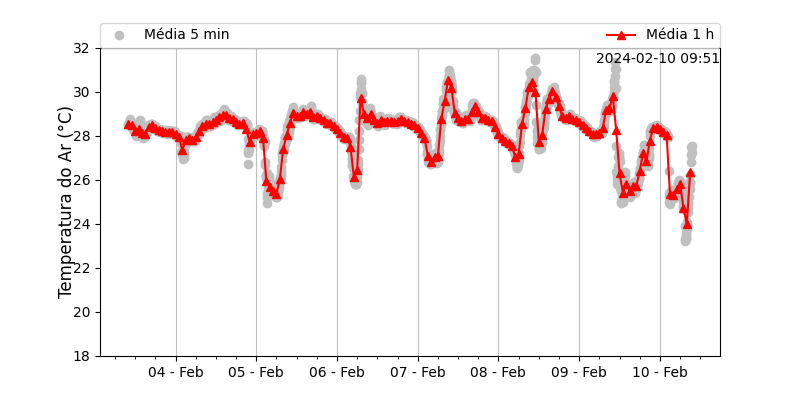 Média 5 min
Média 1 h
2024-02-10 09:51
Temperatura do Ar (°C)
32
30
28
26
24
22
20
18
04 - Feb
05 - Feb
06 - Feb
07 - Feb
08 - Feb
09 - Feb
10 - Feb